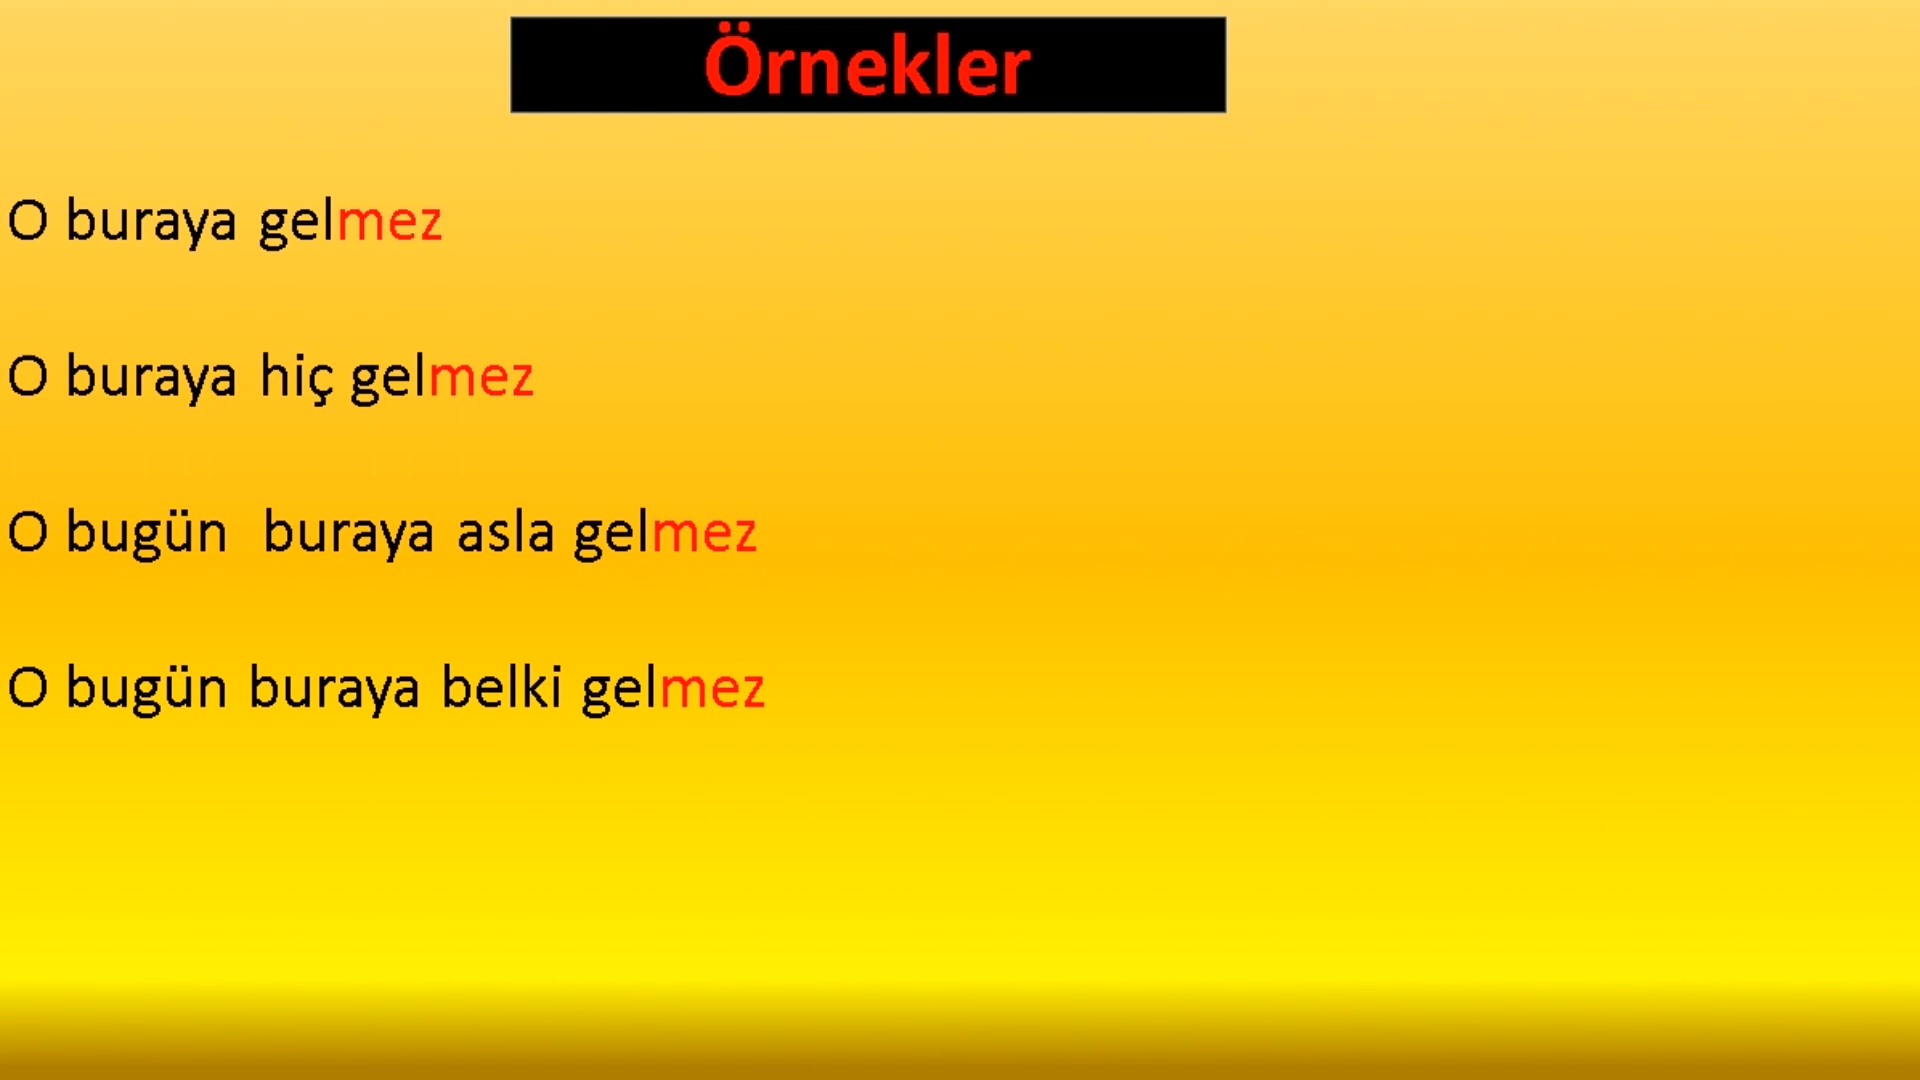 Örnekler
O buraya gelmez
O buraya hiç gelmez
O bugün  buraya asla gelmez
O bugün buraya belki gelmez